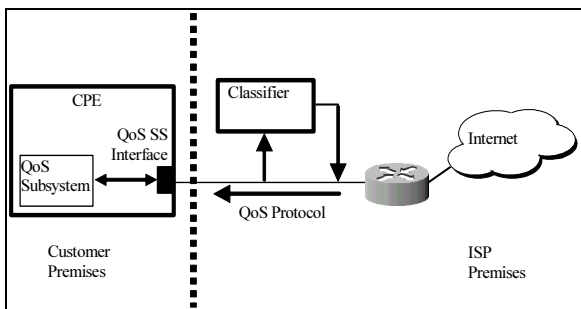 CPE
QoS SS
Interface
QoS
Subsystem
Classifier
Internet
QoS Protocol
Customer
Premises
ISP
Premises